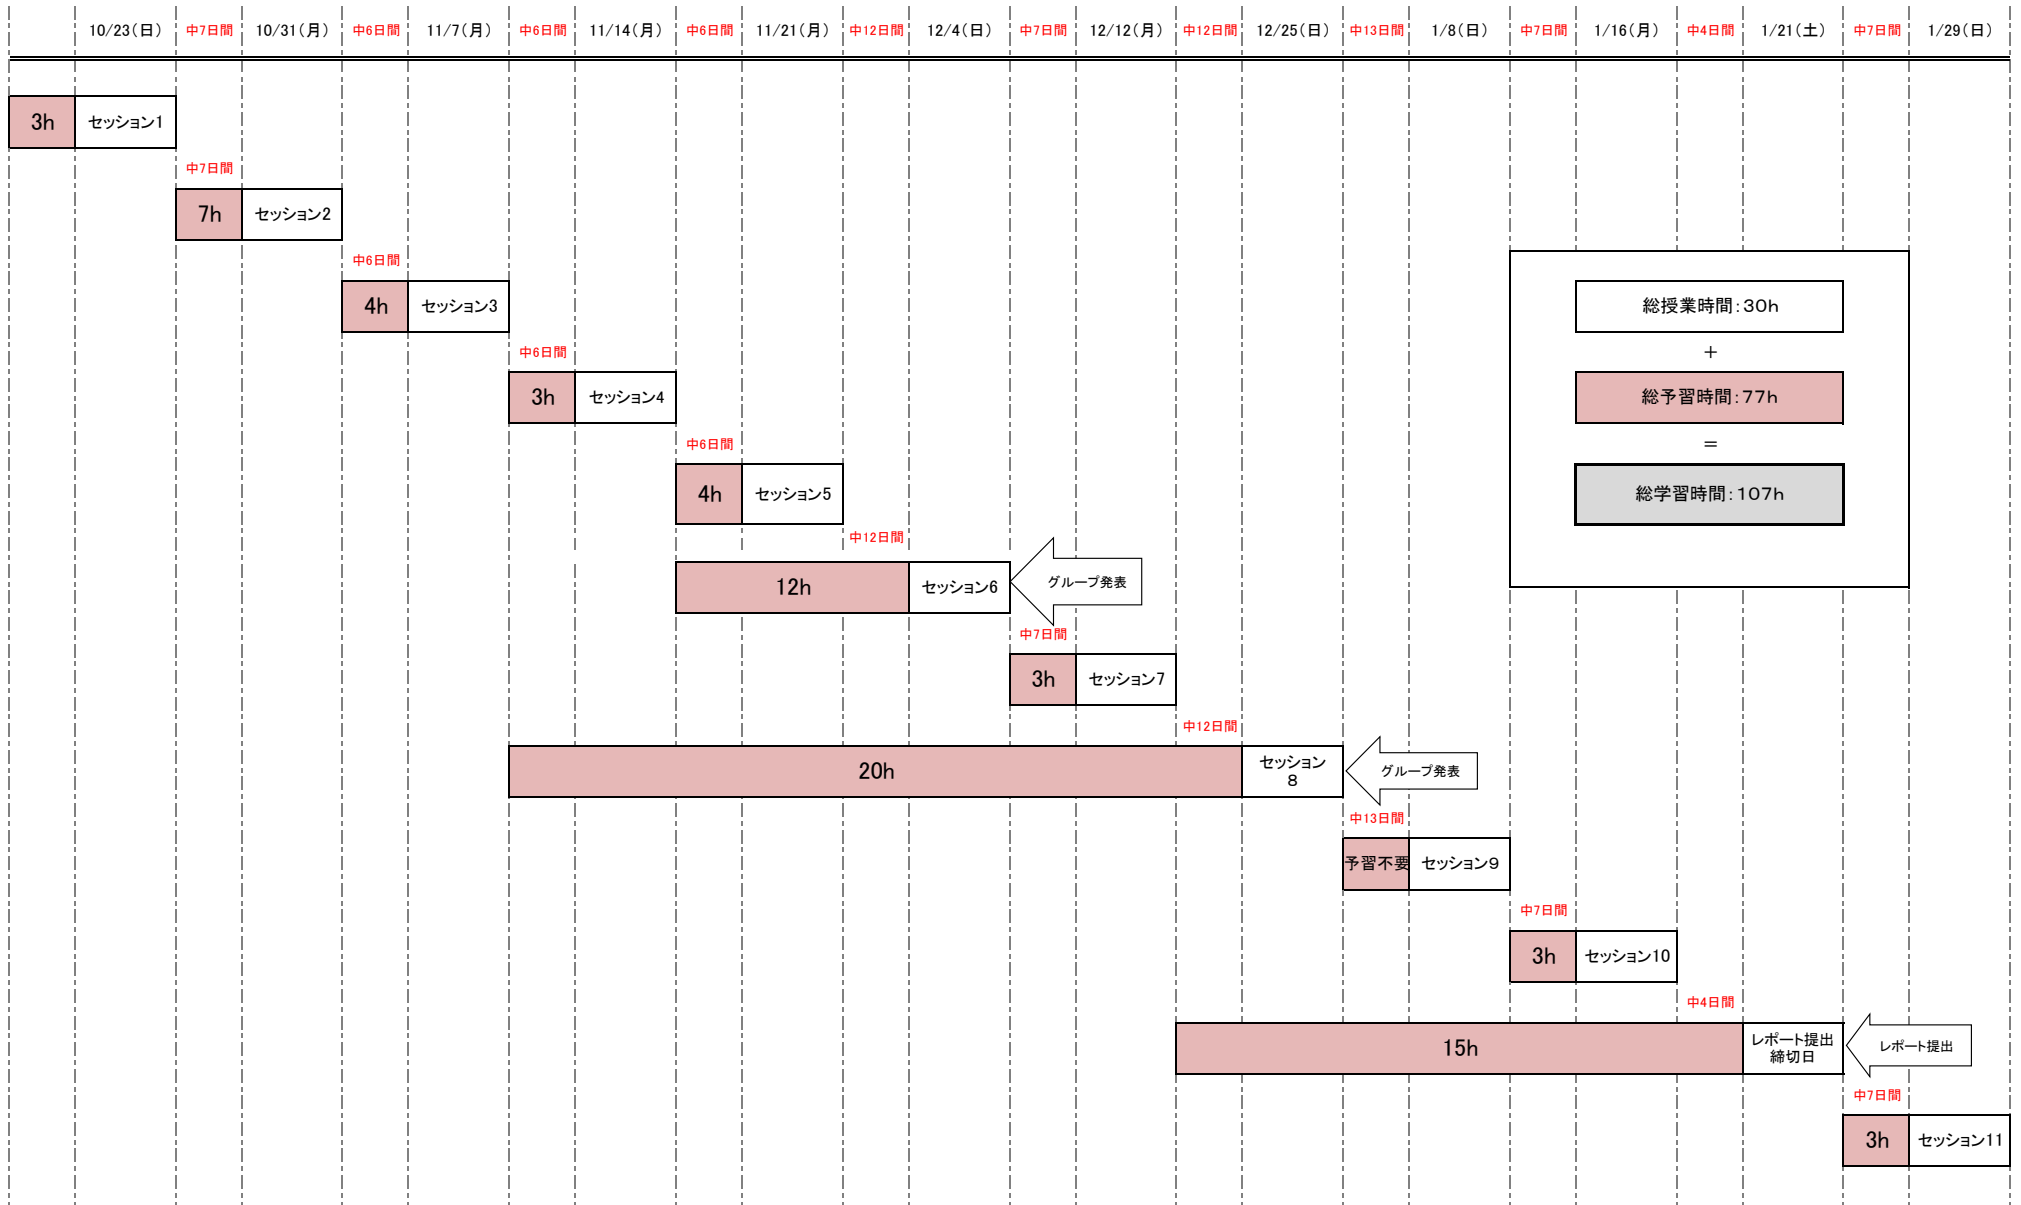 10/23(日) 中7日間 10/31(月) 中6日間 11/7(月) 中6日間 11/14(月) 中6日間 11/21(月) 中12日間 12/4(日) 中7日間 12/12(月) 中12日間 12/25(日) 中13日間 1/8(日) 中7日間 1/16(月) 中4日間 1/21(土) 中7日間 1/29(日)
3h セッション1
中7日間
7h セッション2
中6日間
4h セッション3
中6日間
3h セッション4
中6日間
4h セッション5
中12日間
12h セッション6 グループ発表
中7日間
3h セッション7
中12日間
20h セッション
8 グループ発表
中13日間
予習不要 セッション9
中7日間
3h セッション10
中4日間
15h レポート提出
締切日 レポート提出
中7日間
3h セッション11
総授業時間:30h
+
総予習時間:77h
=
総学習時間:107h